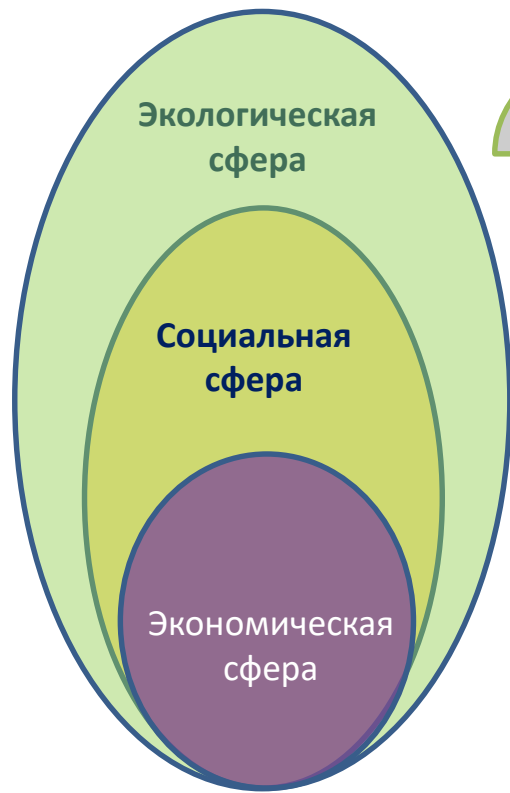 Экологическая
сфера
Социальная
сфера
Экономическая
сфера